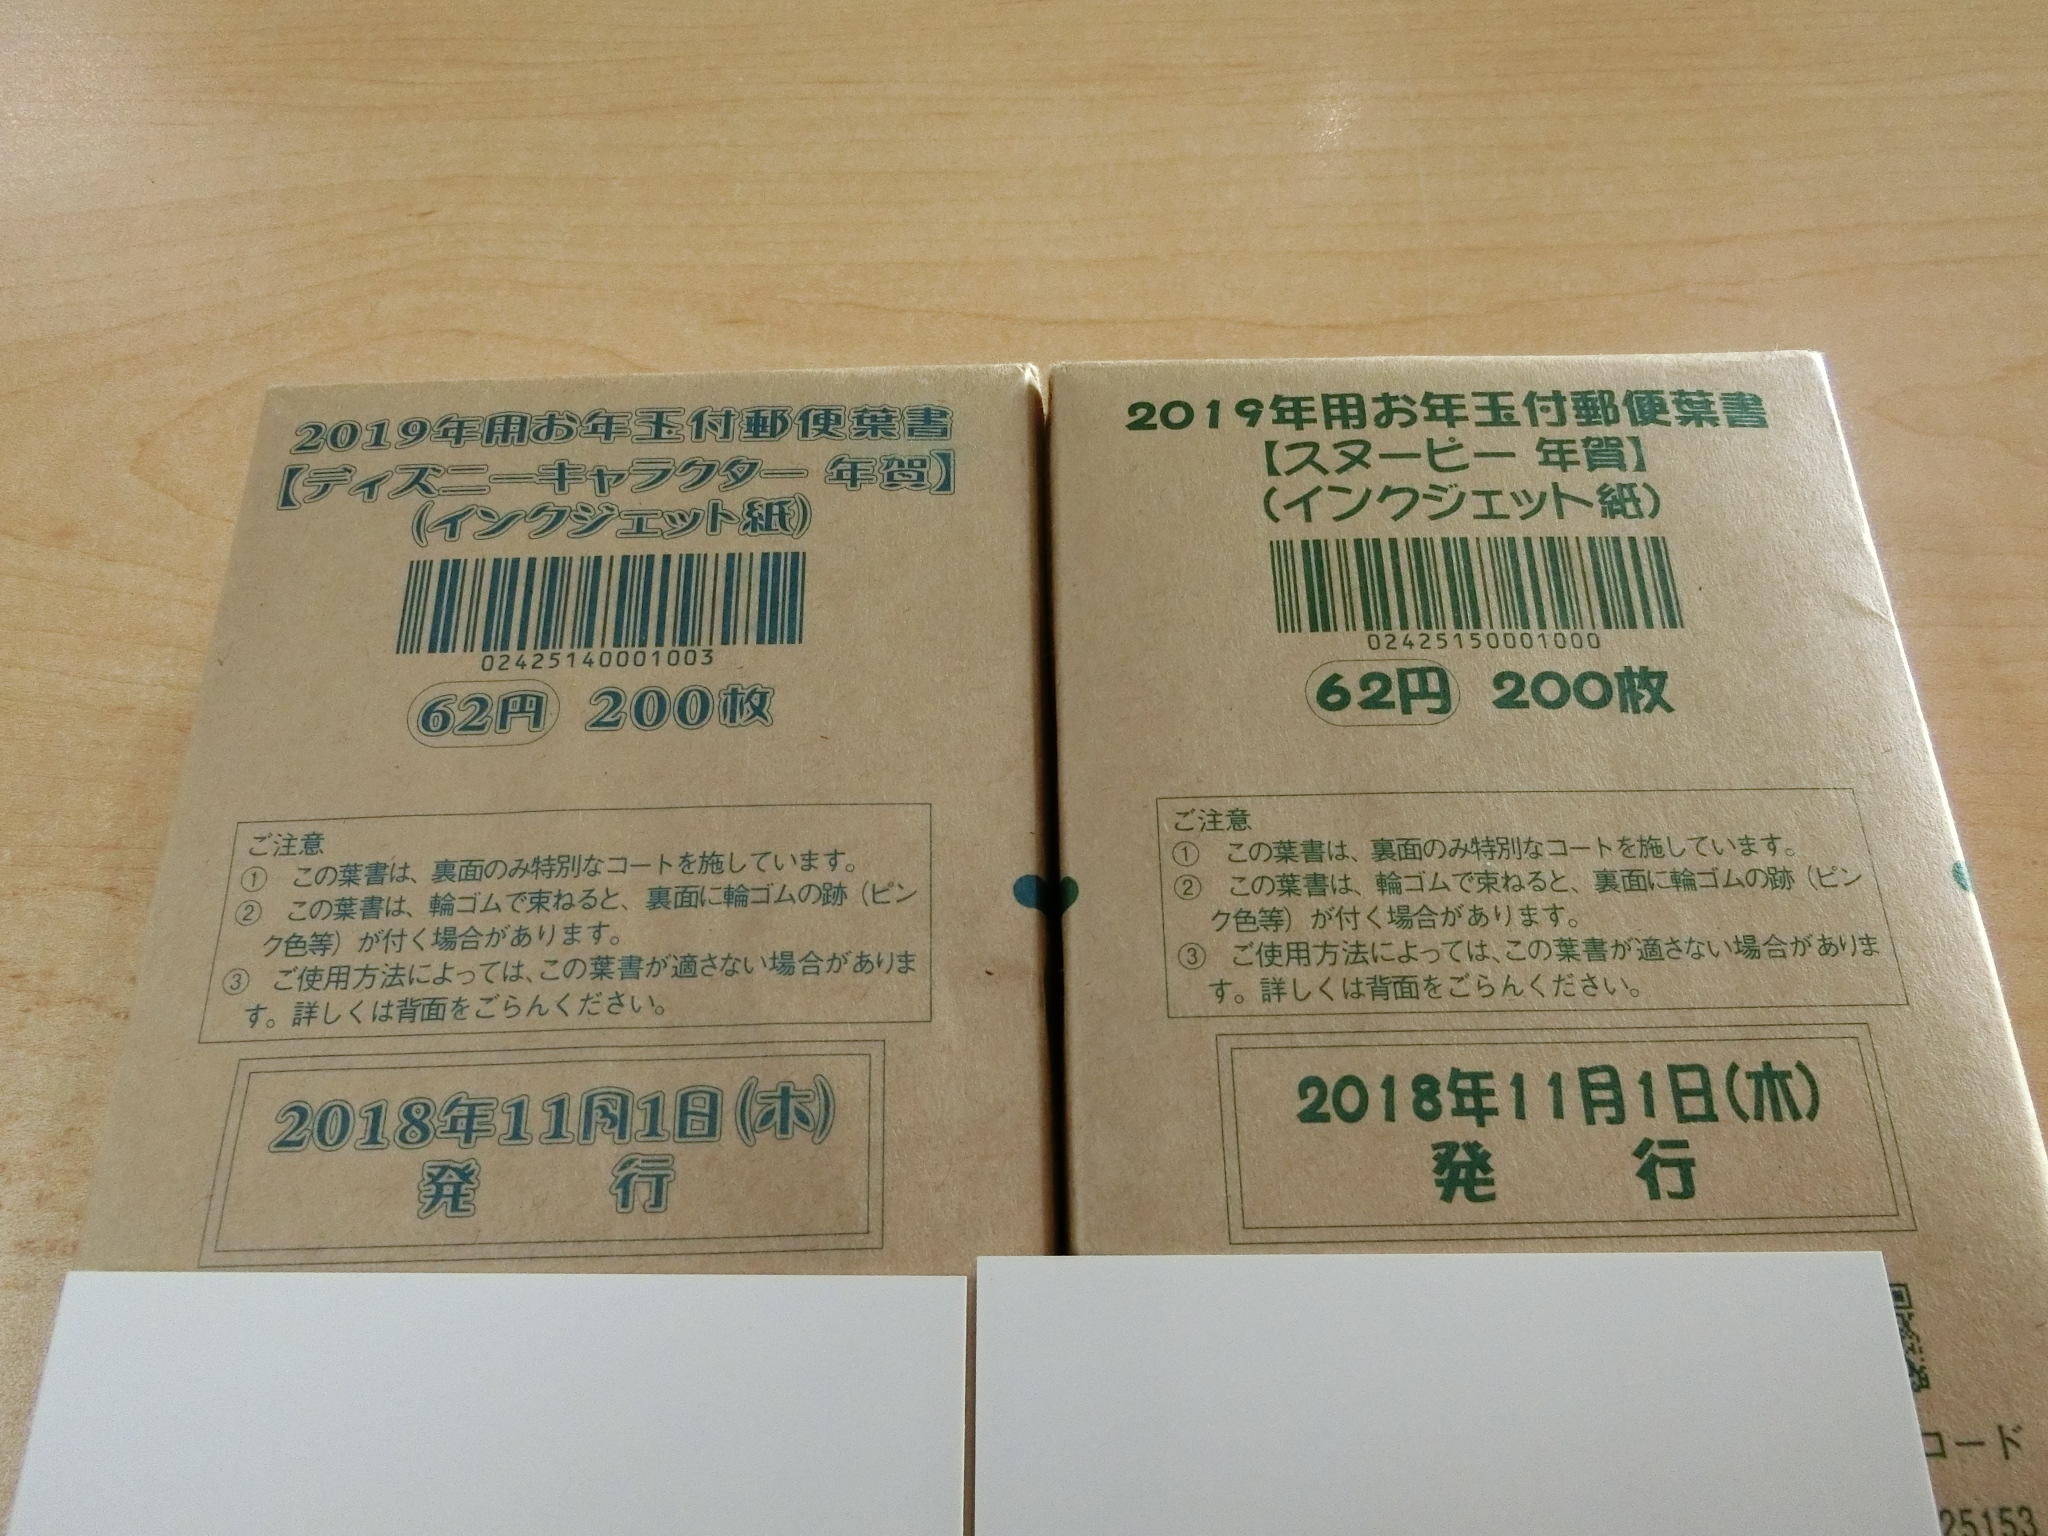 2019年用お年玉付郵便葉書
【ディズニーキャラクター 年賀】
(インクジェット紙)
02425140001003
62円 200枚
ご注意
① この葉書は、裏面のみ特別なコートを施しています。
② この葉書は、輪ゴムで束ねると、裏面に輪ゴムの跡（ピン
ク色等）が付く場合があります。
③ ご使用方法によっては、この葉書が適さない場合がありま
す。詳しくは背面をごらんください。
2018年11月1日(木)
発 行
2019年用お年玉付郵便葉書
【スヌーピー 年賀】
(インクジェット紙)
02425150001000
62円 200枚
ご注意
① この葉書は、裏面のみ特別なコートを施しています。
② この葉書は、輪ゴムで束ねると、裏面に輪ゴムの跡（ピン
ク色等）が付く場合があります。
③ ご使用方法によっては、この葉書が適さない場合がありま
す。詳しくは背面をごらんください。
2018年11月1日(木)
発 行
コード
25153